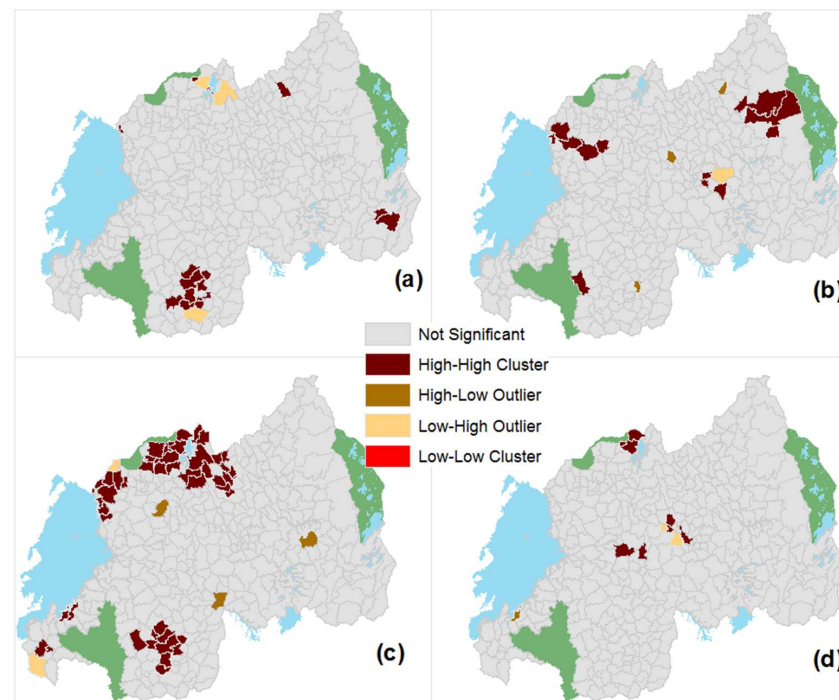 (a)
(b)
Not Significant
High-High Cluster
High-Low Outlier
Low-High Outlier
Low-Low Cluster
(c)
(d)